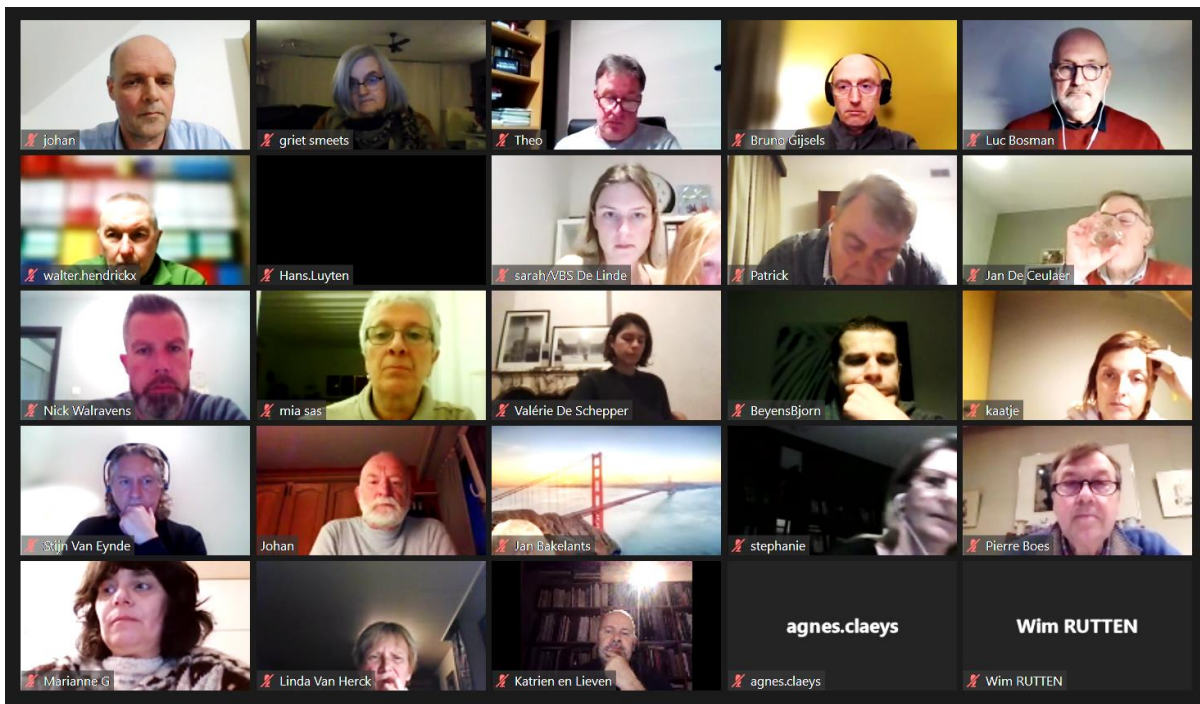 johan
griet smeets
Theo
Bruno Gijsels
Luc Bosman
walter.hendrickx
Hans.Luyten
sarah/VBS De Linde
Patrick
Jan De Ceulaer
Nick Walravens
mia sas
Valérie De Schepper
BeyensBjorn
kaatje
Stijn Van Eynde
Johan
Jan Bakelants
stephanie
Pierre Boes
Marianne G
Linda Van Herck
Katrien en Lieven
agnes.claeys
agnes.claeys
Wim RUTTEN
Wim RUTTEN